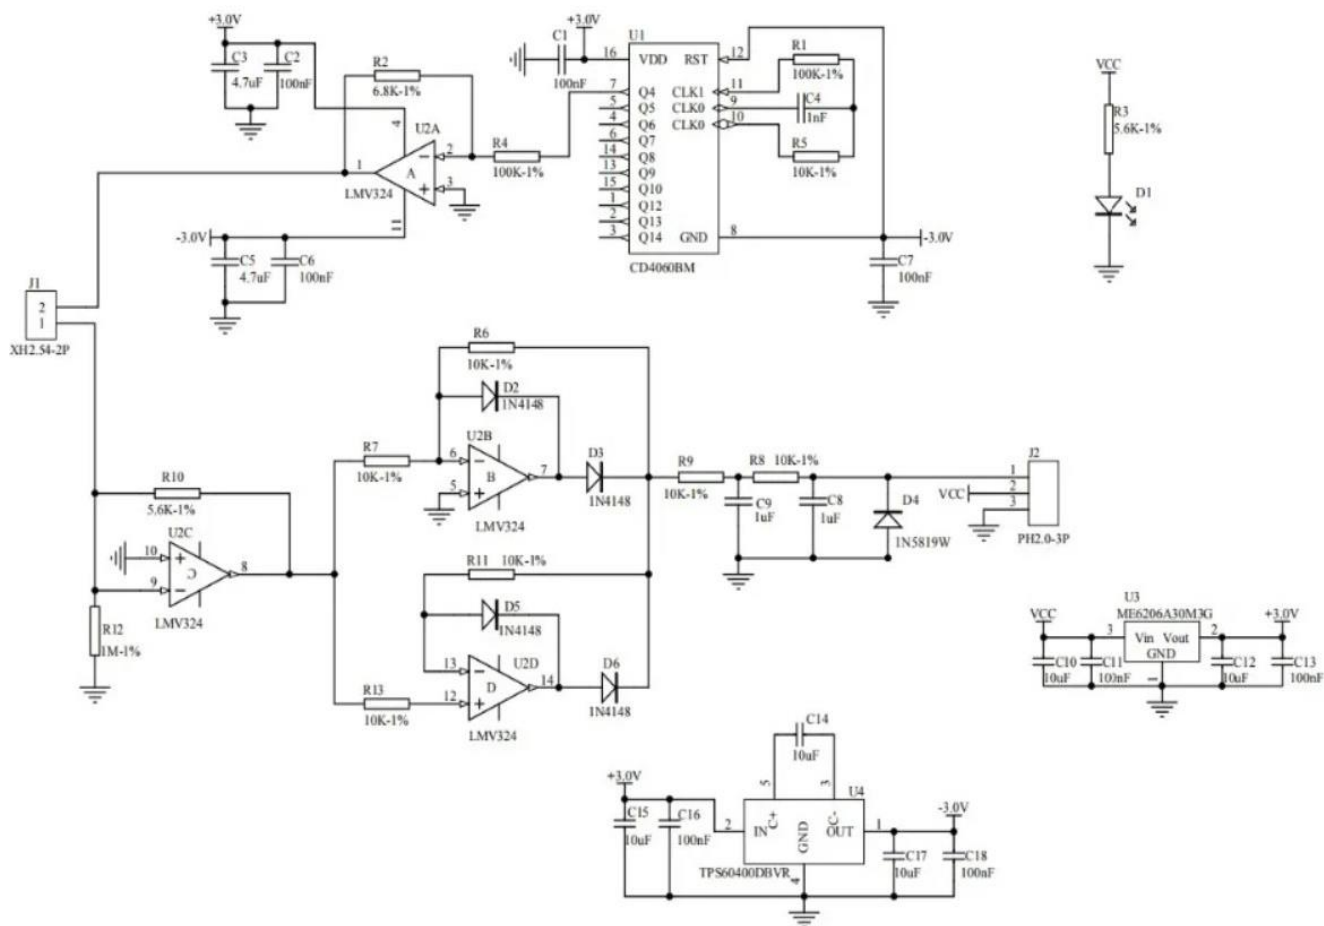 +3.0V
C3
4.7uF
C2
100nF
R2
6.8K-1%
4
U2A
1
2
3
A
LMV324
11
R4
100K-1%
-3.0V
C5
4.7uF
C6
100nF
+3.0V
C1
100nF
U1
16
VDD
RST
12
7
Q4
CLK1
11
5
Q5
CLK0
9
4
Q6
CLK0
10
6
Q7
14
Q8
13
Q9
15
Q10
1
Q12
2
Q13
3
Q14
GND
8
CD4060BM
R1
100K-1%
C4
1nF
R5
10K-1%
-3.0V
C7
100nF
VCC
R3
5.6K-1%
D1
J1
2
1
XH2.54-2P
R6
10K-1%
D2
1N4148
R7
10K-1%
U2B
6
5
B
7
LMV324
D3
1N4148
R9
10K-1%
R8 10K-1%
C9
1uF
C8
1uF
D4
1N5819W
J2
1
VCC
2
3
PH2.0-3P
R10
5.6K-1%
U2C
10
9
C
8
LMV324
R12
1M-1%
R11 10K-1%
D5
1N4148
13
12
U2D
D
14
LMV324
R13
10K-1%
D6
1N4148
U3
ME6206A30M3G
VCC
3
Vin Vout
GND
2
1
+3.0V
C10
10uF
C11
100nF
C12
10uF
C13
100nF
C14
10uF
5
3
U4
+3.0V
C15
10uF
C16
100nF
2
IN
C+
GND
C-
OUT
1
4
TPS60400DBVR
-3.0V
C17
10uF
C18
100nF